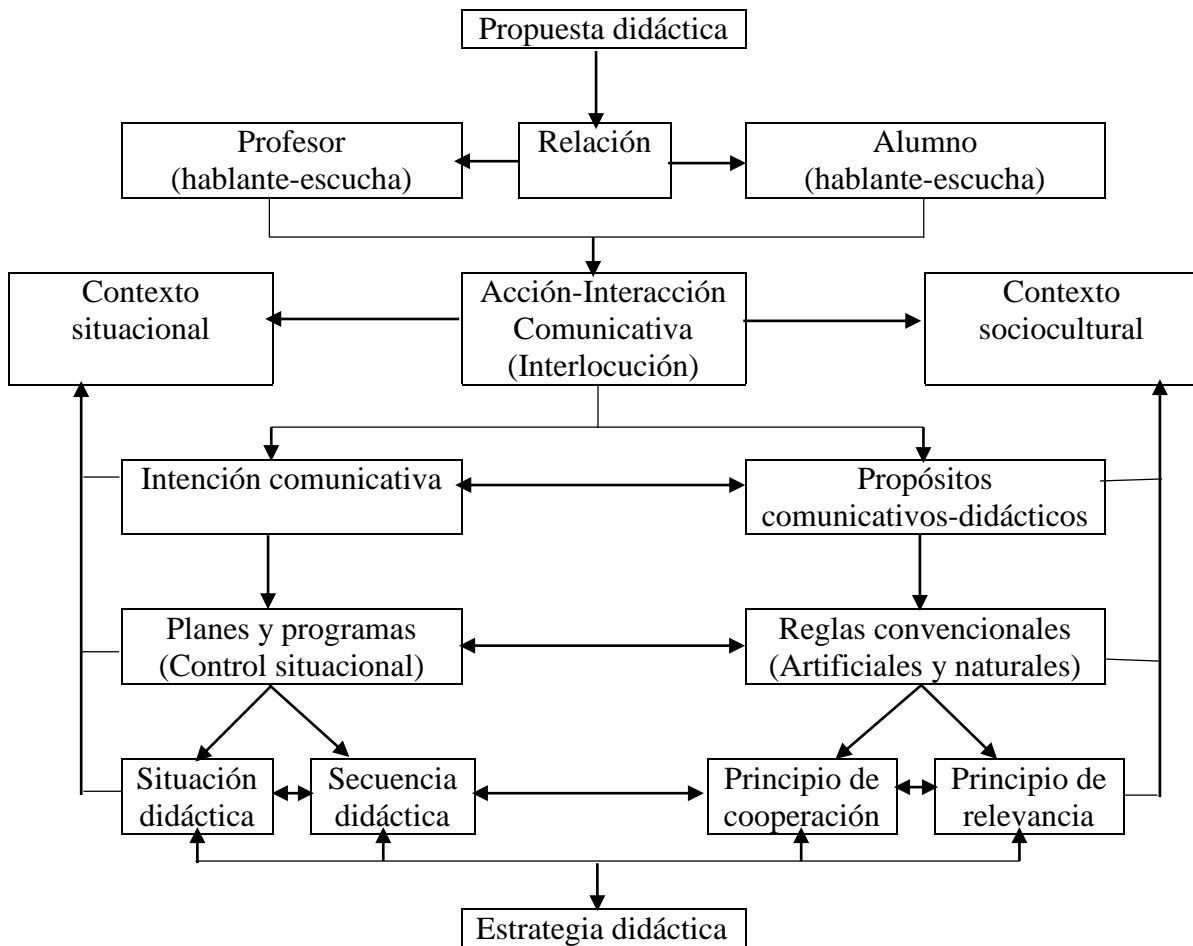 Propuesta didáctica
Profesor
(hablante-escucha)
Relación
Alumno
(hablante-escucha)
Contexto
situacional
Acción-Interacción
Comunicativa
(Interlocución)
Contexto
sociocultural
Intención comunicativa
Propósitos
comunicativos-didácticos
Planes y programas
(Control situacional)
Reglas convencionales
(Artificiales y naturales)
Situación
didáctica
Secuencia
didáctica
Principio de
cooperación
Principio de
relevancia
Estrategia didáctica